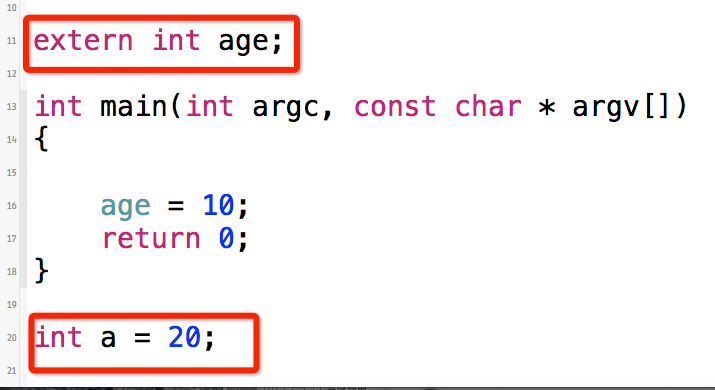 10
11 extern int age;
12
13 int main(int argc, const char * argv[])
14 {
15
16 age = 10;
17 return 0;
18 }
19
20 int a = 20;
21